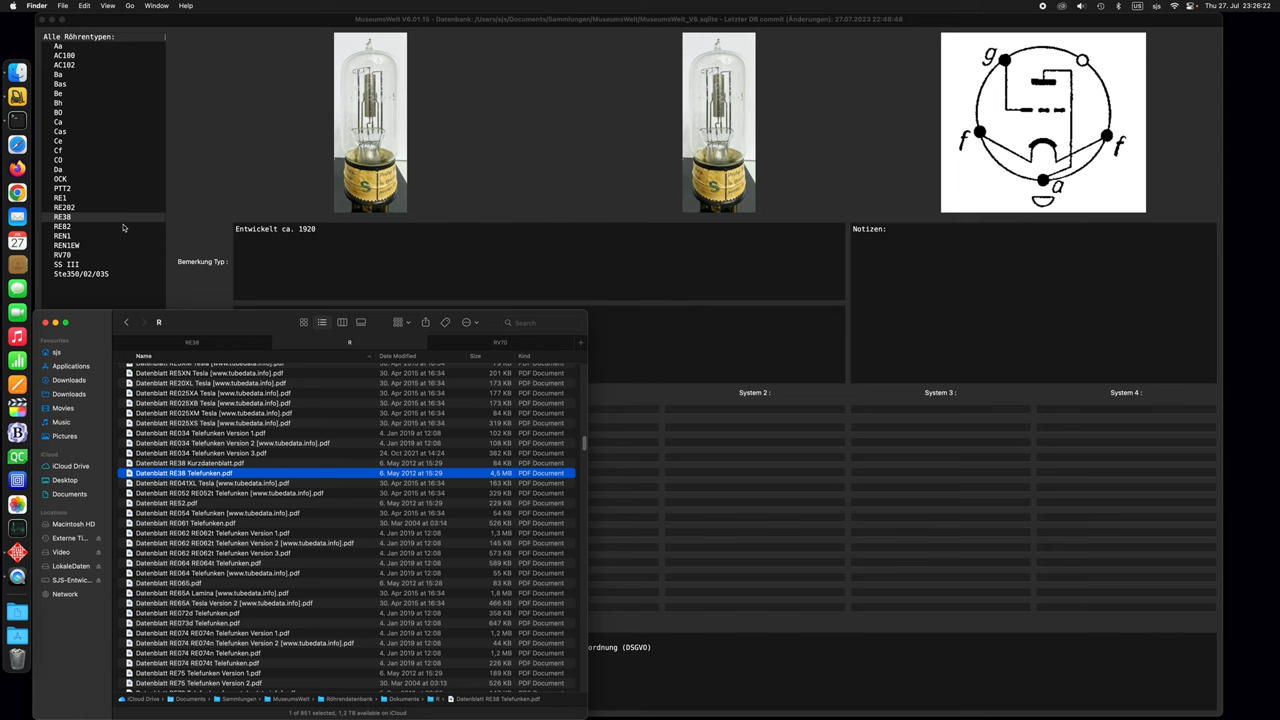 Finder File Edit View Go Window Help
US Thu 27. Jul 23:26:22
MuseumsWelt V6.01.15 - Datenbank: /Users/sjs/Documents/Sammlungen/MuseumsWelt/MuseumsWelt_V6.sqlite - Letzter DB commit (Änderungen): 27.07.2023 22:48:48
Alle Röhrentypen:
Aa
AC100
AC102
Ba
Bas
Be
Bh
BO
Ca
Cas
Ce
Cf
CO
Da
OCK
PTT2
RE1
RE202
RE38
RE82
REN1
REN1EW
RV70
SS III
Ste350/02/03S
S
S
g
f
f
a
Entwickelt ca. 1920
Notizen:
Bemerkung Typ :
System 2 : System 3 : System 4 :
ordnung (DSGVO)
R
Search
RE38 R RV70
Name Date Modified Size Kind
Favourites
sjs
Applications
Downloads
Downloads
Movies
Music
Pictures
iCloud
iCloud Drive
Desktop
Documents
Locations
Macintosh HD
Externe Ti...
Video
LokaleDaten
SJS-Entwic...
Network
Datenblatt RE5XN Tesla [www.tubedata.info].pdf 30. Apr 2015 at 16:34 201 KB PDF Document
Datenblatt RE20XL Tesla [www.tubedata.info].pdf 30. Apr 2015 at 16:34 173 KB PDF Document
Datenblatt RE025XA Tesla [www.tubedata.info].pdf 30. Apr 2015 at 16:34 177 KB PDF Document
Datenblatt RE025XB Tesla [www.tubedata.info].pdf 30. Apr 2015 at 16:34 173 KB PDF Document
Datenblatt RE025XM Tesla [www.tubedata.info].pdf 30. Apr 2015 at 16:34 84 KB PDF Document
Datenblatt RE025XS Tesla [www.tubedata.info].pdf 30. Apr 2015 at 16:34 319 KB PDF Document
Datenblatt RE034 Telefunken Version 1.pdf 4. Jan 2019 at 12:08 108 KB PDF Document
Datenblatt RE034 Telefunken Version 2 [www.tubedata.info].pdf 4. Jan 2019 at 12:08 102 KB PDF Document
Datenblatt RE034 Telefunken Version 3.pdf 24. Oct 2021 at 14:24 382 KB PDF Document
Datenblatt RE38 Kurzdatenblatt.pdf 6. May 2012 at 15:29 84 KB PDF Document
Datenblatt RE38 Telefunken.pdf 6. May 2012 at 15:29 4,5 MB PDF Document
Datenblatt RE041XL Tesla [www.tubedata.info].pdf 30. Apr 2015 at 16:34 163 KB PDF Document
Datenblatt RE052 RE052t Telefunken [www.tubedata.info].pdf 30. Apr 2015 at 16:34 97 KB PDF Document
Datenblatt RE52.pdf 6. May 2012 at 15:29 229 KB PDF Document
Datenblatt RE054 Telefunken [www.tubedata.info].pdf 30. Apr 2015 at 16:34 54 KB PDF Document
Datenblatt RE061 Telefunken.pdf 30. Mar 2004 at 03:14 526 KB PDF Document
Datenblatt RE062 RE062t Telefunken Version 1.pdf 4. Jan 2019 at 12:08 1,3 MB PDF Document
Datenblatt RE062 RE062t Telefunken Version 2 [www.tubedata.info].pdf 4. Jan 2019 at 12:08 145 KB PDF Document
Datenblatt RE062 RE062t Telefunken Version 3.pdf 4. Jan 2019 at 12:08 573 KB PDF Document
Datenblatt RE064 RE064t Telefunken.pdf 4. Jan 2019 at 12:08 589 KB PDF Document
Datenblatt RE064 Telefunken [www.tubedata.info].pdf 4. Jan 2019 at 12:08 55 KB PDF Document
Datenblatt RE065.pdf 6. May 2012 at 15:28 83 KB PDF Document
Datenblatt RE65A Lamina [www.tubedata.info].pdf 30. Apr 2015 at 16:34 1,8 MB PDF Document
Datenblatt RE65A Tesla Version 2 [www.tubedata.info].pdf 30. Apr 2015 at 16:34 466 KB PDF Document
Datenblatt RE072d Telefunken.pdf 4. Jan 2019 at 12:08 358 KB PDF Document
Datenblatt RE073d Telefunken.pdf 4. Jan 2019 at 12:08 647 KB PDF Document
Datenblatt RE074 RE074n Telefunken Version 1.pdf 4. Jan 2019 at 12:08 1,2 MB PDF Document
Datenblatt RE074 RE074n Telefunken Version 2 [www.tubedata.info].pdf 4. Jan 2019 at 12:08 44 KB PDF Document
Datenblatt RE074 RE074n Telefunken.pdf 4. Jan 2019 at 12:08 1,2 MB PDF Document
Datenblatt RE074 RE074t Telefunken.pdf 4. Jan 2019 at 12:08 226 KB PDF Document
Datenblatt RE75 Telefunken Version 1.pdf 6. May 2012 at 15:29 189 KB PDF Document
Datenblatt RE75 Telefunken Version 2.pdf 30. Mar 2004 at 03:14 526 KB PDF Document
iCloud Drive Documents Sammlungen MuseumsWelt Röhrendatenbank Dokumente R Datenblatt RE38 Telefunken.pdf
1 of 851 selected, 1,2 TB available on iCloud